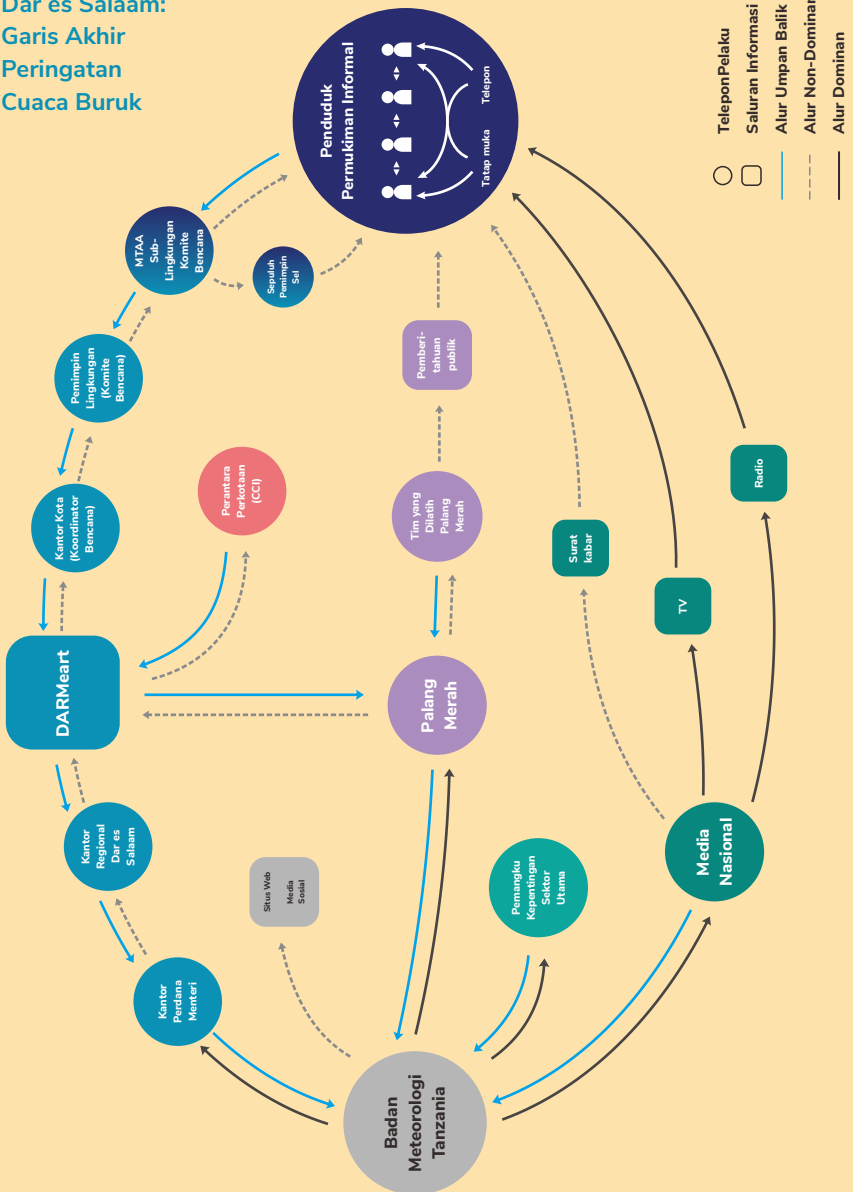 Dar es Salaam:
Garis Akhir
Peringatan
Cuaca Buruk
Penduduk
Permukiman Informal
Telepon
Tatap muka
TeleponPelaku
Saluran Informasi
Alur Umpan Balik
Alur Non-Dominan
Alur Dominan
MTAA
Sub-
Lingkungan
Komite
Bencana
Sepuluh
Pemimpin
Sel
Pemimpin
Lingkungan
(Komite
Bencana)
Pemberi-
tahuan
publik
Kantor Kota
(Koordinator
Bencana)
Perantara
Perkotaan
(CCI)
Tim yang
Dilatih
Palang
Merah
Surat
kabar
Radio
TV
DARMeart
Palang
Merah
Kantor
Regional
Dar es
Salaam
Situs Web
Media
Sosial
Pemangku
Kepentingan
Sektor
Utama
Media
Nasional
Kantor
Perdana
Menteri
Badan
Meteorologi
Tanzania